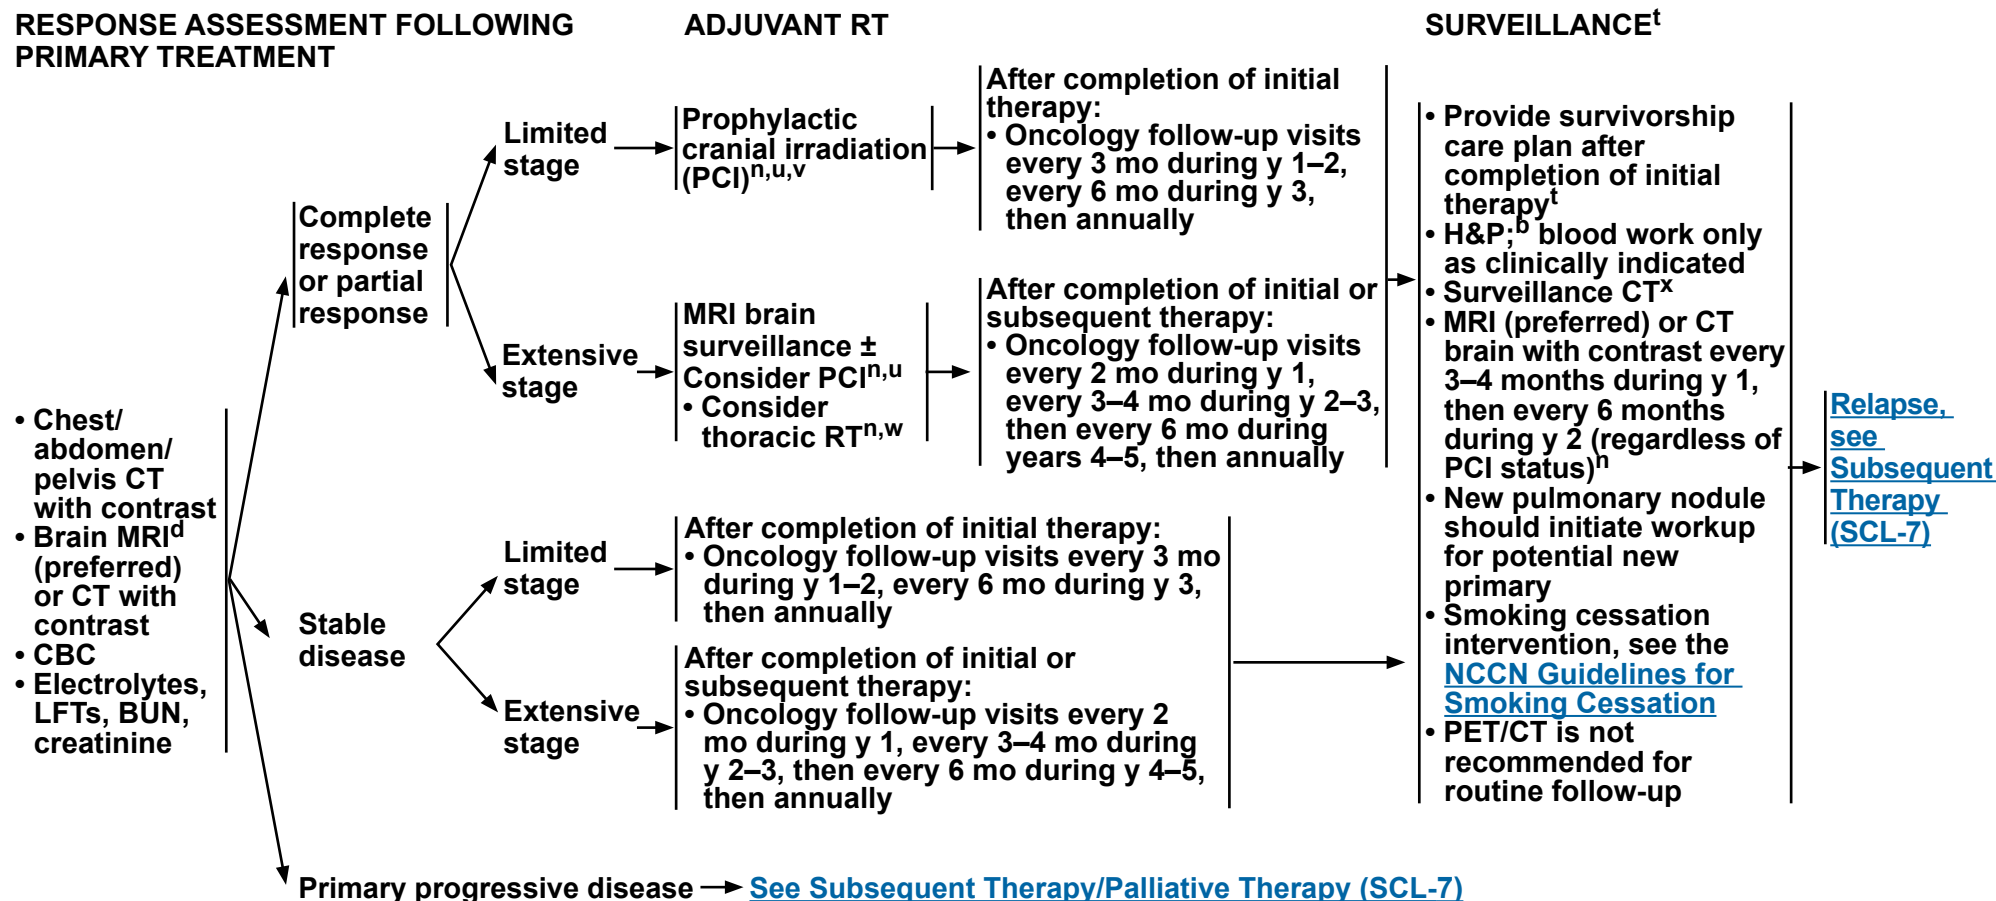 RESPONSE ASSESSMENT FOLLOWING
PRIMARY TREATMENT
ADJUVANT RT
SURVEILLANCEt
• Chest/
abdomen/
pelvis CT
with contrast
• Brain MRId
(preferred)
or CT with
contrast
• CBC
• Electrolytes,
LFTs, BUN,
creatinine
Complete
response
or partial
response
Limited
stage
Prophylactic
cranial irradiation
(PCI)n,u,v
After completion of initial
therapy:
• Oncology follow-up visits
every 3 mo during y 1–2,
every 6 mo during y 3,
then annually
Extensive
stage
MRI brain
surveillance ±
Consider PCIn,u
• Consider
thoracic RTn,w
After completion of initial or
subsequent therapy:
• Oncology follow-up visits
every 2 mo during y 1,
every 3–4 mo during y 2–3,
then every 6 mo during
years 4–5, then annually
Stable
disease
Limited
stage
After completion of initial therapy:
• Oncology follow-up visits every 3 mo
during y 1–2, every 6 mo during y 3,
then annually
Extensive
stage
After completion of initial or
subsequent therapy:
• Oncology follow-up visits every 2
mo during y 1, every 3–4 mo during
y 2–3, then every 6 mo during y 4–5,
then annually
Primary progressive disease
See Subsequent Therapy/Palliative Therapy (SCL-7)
• Provide survivorship
care plan after
completion of initial
therapyt
• H&P;b blood work only
as clinically indicated
• Surveillance CTx
• MRI (preferred) or CT
brain with contrast every
3–4 months during y 1,
then every 6 months
during y 2 (regardless of
PCI status)n
• New pulmonary nodule
should initiate workup
for potential new
primary
• Smoking cessation
intervention, see the
NCCN Guidelines for
Smoking Cessation
• PET/CT is not
recommended for
routine follow-up
Relapse,
see
Subsequent
Therapy
(SCL-7)